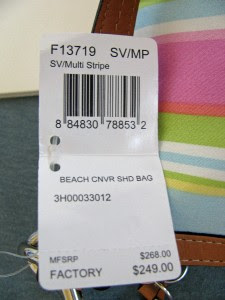 F13719 SV/MP
SV/Multi Stripe
8 84830 78853 2
BEACH CNVR SHD BAG
3H00033012
MFSRP $268.00
FACTORY $249.00